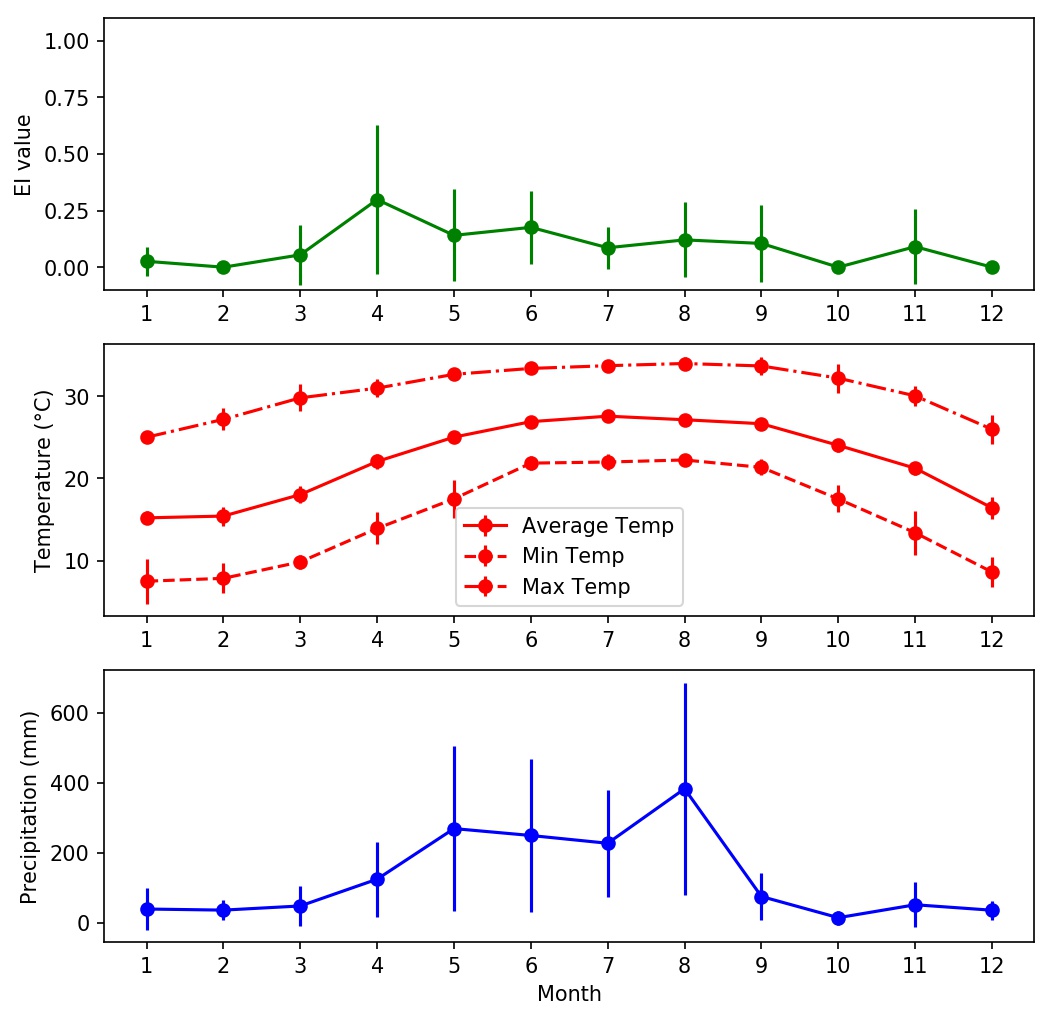 1.00
0.75
0.50
0.25
0.00
EI value
1 2 3 4 5 6 7 8 9 10 11 12
30
20
10
Temperature (°C)
Average Temp
Min Temp
Max Temp
1 2 3 4 5 6 7 8 9 10 11 12
600
400
200
0
Precipitation (mm)
1 2 3 4 5 6 7 8 9 10 11 12
Month